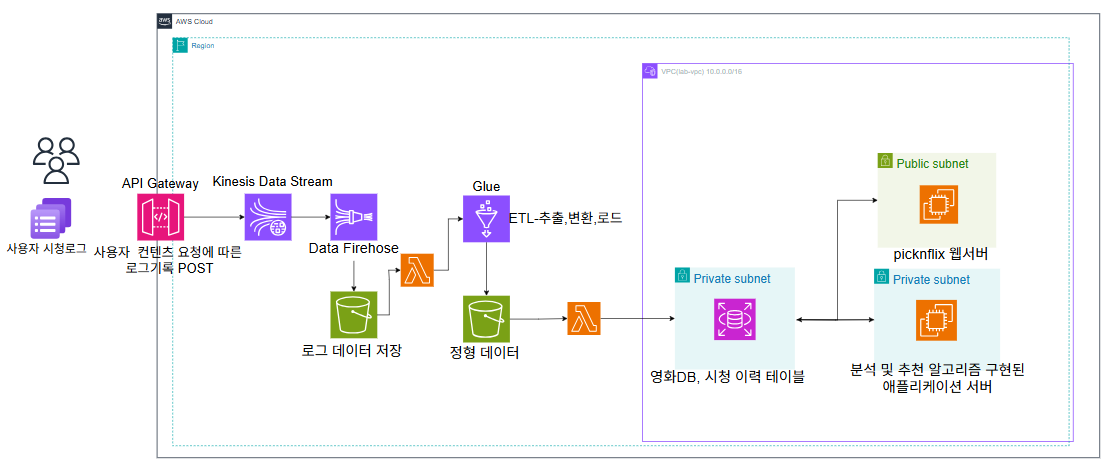 aws
AWS Cloud
Region
VPC(lab-vpc) 10.0.0.0/16
Public subnet
picknflix 웹서버
API Gateway
Kinesis Data Stream
Glue
ETL-추출,변환,로드
Data Firehose
사용자 시청로그
사용자 컨텐츠 요청에 따른
로그기록 POST
Private subnet
Private subnet
로그 데이터 저장
정형 데이터
영화DB, 시청 이력 테이블
분석 및 추천 알고리즘 구현된
애플리케이션 서버